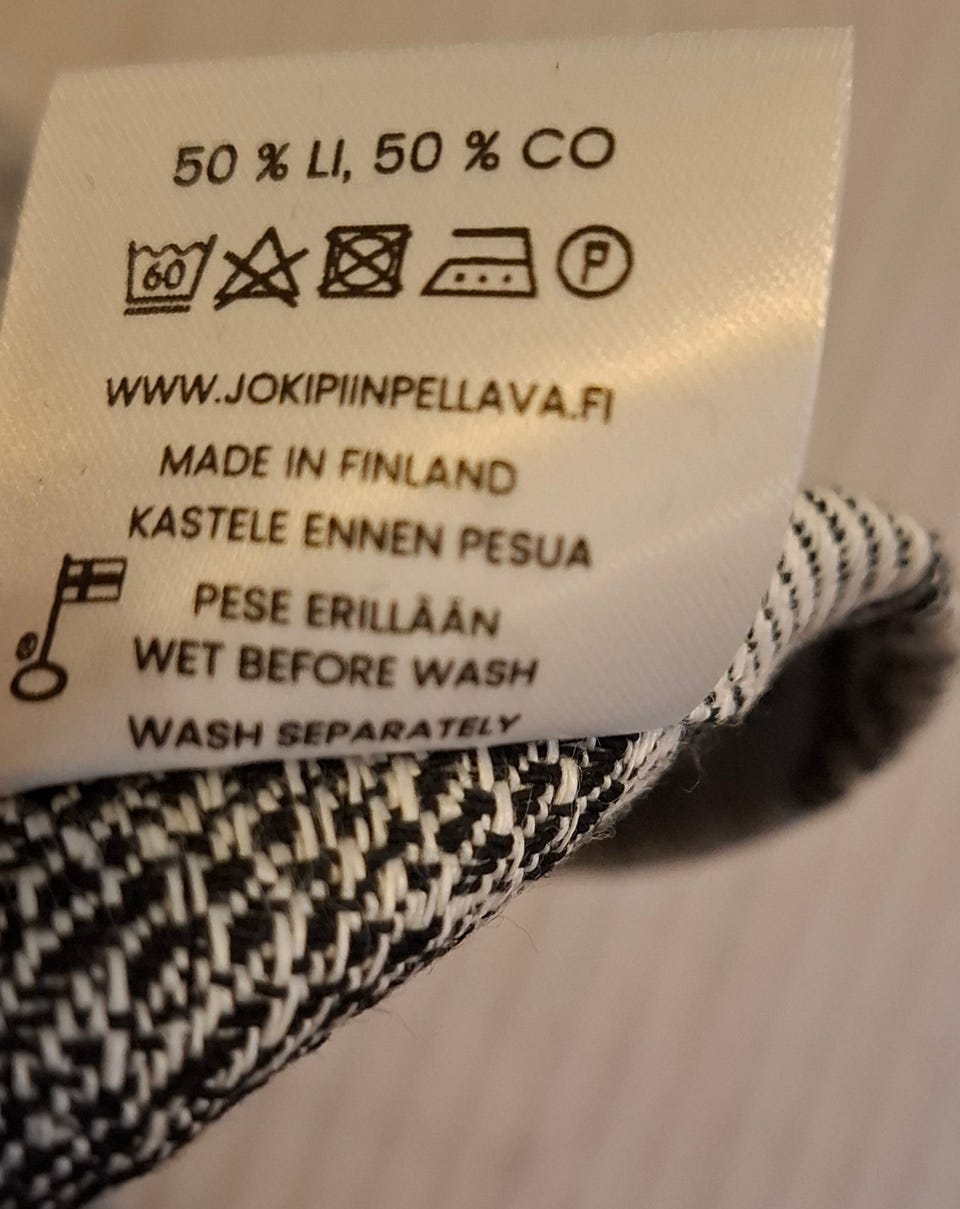 50 % LI, 50 % CO
60 P
WWW.JOKIPIINPELLAVA.FI
MADE IN FINLAND
KASTELE ENNEN PESUA
PESE ERILLÄÄN
WET BEFORE WASH
WASH SEPARATELY
®